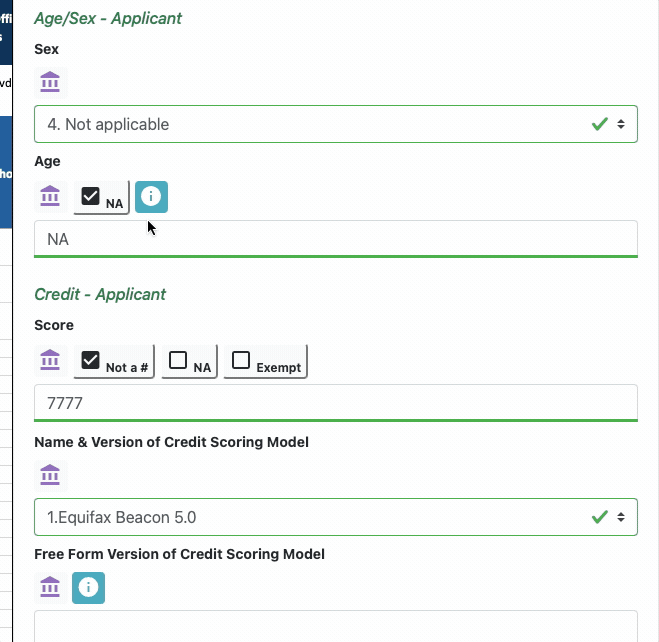 ffi
s
vd
ho
Age/Sex - Applicant
Sex
4. Not applicable
Age
NA
NA
Credit - Applicant
Score
Not a # NA Exempt
7777
Name & Version of Credit Scoring Model
1.Equifax Beacon 5.0
Free Form Version of Credit Scoring Model